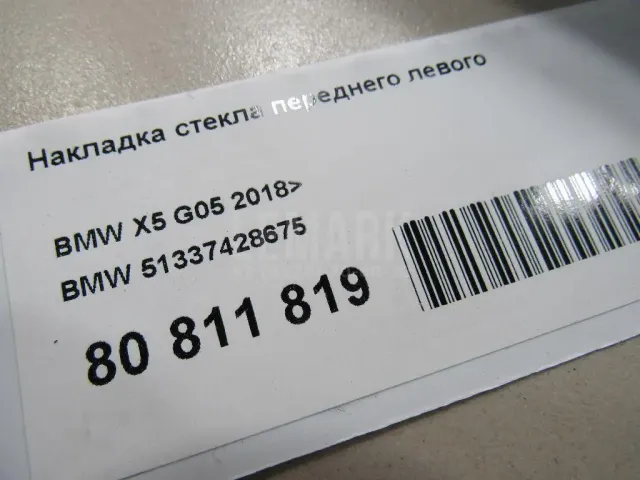 Накладка стекла переднего левого
BMW X5 G05 2018>
BMW 51337428675
80 811 819